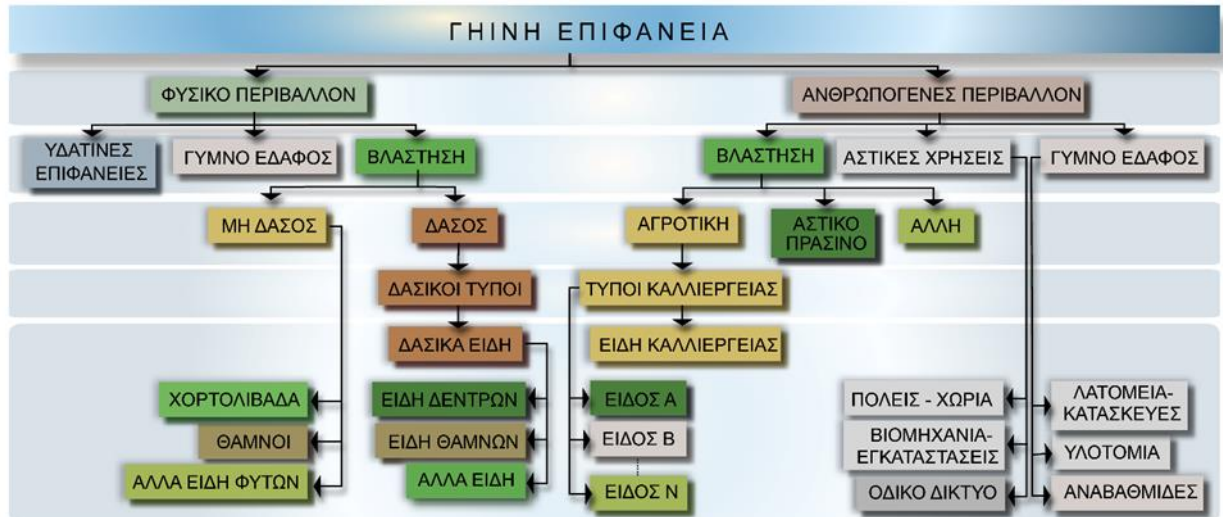 ΓΗΙΝΗ ΕΠΙΦΑΝΕΙΑ
ΦΥΣΙΚΟ ΠΕΡΙΒΑΛΛΟΝ
ΑΝΘΡΩΠΟΓΕΝΕΣ ΠΕΡΙΒΑΛΛΟΝ
ΥΔΑΤΙΝΕΣ
ΕΠΙΦΑΝΕΙΕΣ
ΓΥΜΝΟ ΕΔΑΦΟΣ
ΒΛΑΣΤΗΣΗ
ΒΛΑΣΤΗΣΗ
ΑΣΤΙΚΕΣ ΧΡΗΣΕΙΣ
ΓΥΜΝΟ ΕΔΑΦΟΣ
ΜΗ ΔΑΣΟΣ
ΔΑΣΟΣ
ΑΓΡΟΤΙΚΗ
ΑΣΤΙΚΟ
ΠΡΑΣΙΝΟ
ΑΛΛΗ
ΔΑΣΙΚΟΙ ΤΥΠΟΙ
ΤΥΠΟΙ ΚΑΛΛΙΕΡΓΕΙΑΣ
ΔΑΣΙΚΑ ΕΙΔΗ
ΕΙΔΗ ΚΑΛΛΙΕΡΓΕΙΑΣ
ΧΟΡΤΟΛΙΒΑΔΑ
ΕΙΔΗ ΔΕΝΤΡΩΝ
ΕΙΔΟΣ Α
ΠΟΛΕΙΣ - ΧΩΡΙΑ
ΛΑΤΟΜΕΙΑ-
ΚΑΤΑΣΚΕΥΕΣ
ΘΑΜΝΟΙ
ΕΙΔΗ ΘΑΜΝΩΝ
ΕΙΔΟΣ Β
ΒΙΟΜΗΧΑΝΙΑ-
ΕΓΚΑΤΑΣΤΑΣΕΙΣ
ΥΛΟΤΟΜΙΑ
ΑΛΛΑ ΕΙΔΗ ΦΥΤΩΝ
ΑΛΛΑ ΕΙΔΗ
ΕΙΔΟΣ Ν
ΟΔΙΚΟ ΔΙΚΤΥΟ
ΑΝΑΒΑΘΜΙΔΕΣ